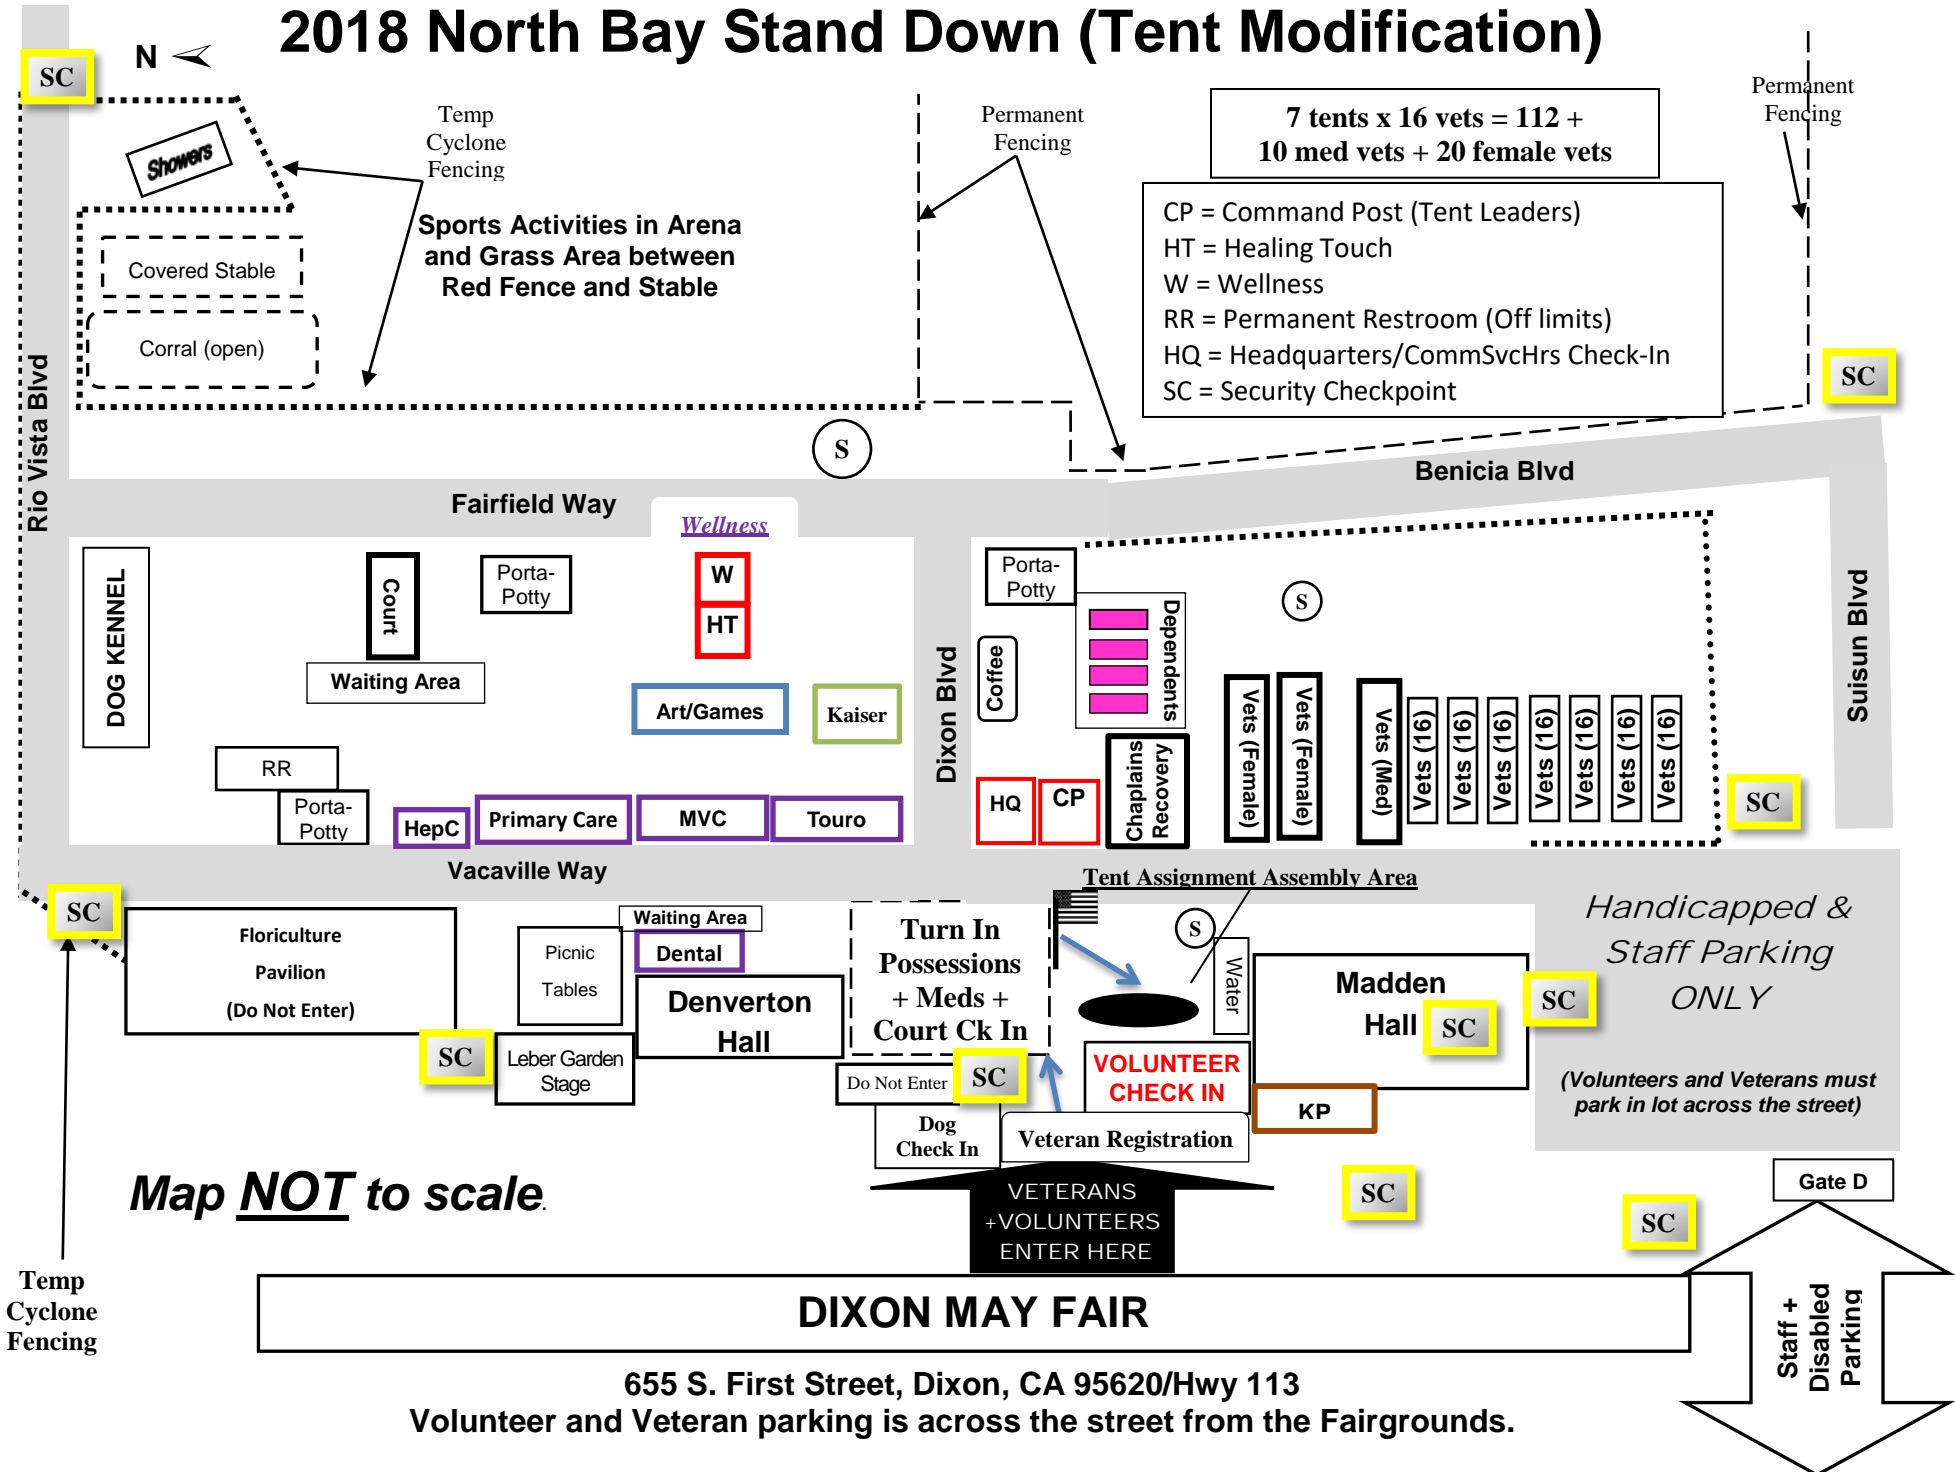 2018 North Bay Stand Down (Tent Modification)
SC
N
Showers
Temp
Cyclone
Fencing
Permanent
Fencing
7 tents x 16 vets = 112 +
10 med vets + 20 female vets
Permanent
Fencing
Sports Activities in Arena
and Grass Area between
Red Fence and Stable
CP = Command Post (Tent Leaders)
HT = Healing Touch
W = Wellness
RR = Permanent Restroom (Off limits)
HQ = Headquarters/CommSvcHrs Check-In
SC = Security Checkpoint
Covered Stable
Corral (open)
SC
Rio Vista Blvd
S
Benicia Blvd
Fairfield Way
Wellness
DOG KENNEL
Court
Porta-
Potty
W
HT
Waiting Area
Art/Games
Kaiser
RR
Porta-
Potty
HepC
Primary Care
MVC
Touro
Dixon Blvd
Porta-
Potty
Coffee
Dependents
S
HQ
CP
Chaplains
Recovery
Vets (Female)
Vets (Female)
Vets (Med)
Vets (16)
Vets (16)
Vets (16)
Vets (16)
Vets (16)
Vets (16)
Vets (16)
Suisun Blvd
SC
Vacaville Way
Tent Assignment Assembly Area
SC
Floriculture
Pavilion
(Do Not Enter)
Picnic
Tables
Waiting Area
Dental
Denverton
Hall
Turn In
Possessions
+ Meds +
Court Ck In
S
Water
Madden
Hall
SC
SC
Handicapped &
Staff Parking
ONLY
(Volunteers and Veterans must
park in lot across the street)
SC
Leber Garden
Stage
Do Not Enter
SC
Dog
Check In
VOLUNTEER
CHECK IN
Veteran Registration
KP
Map NOT to scale.
VETERANS
+VOLUNTEERS
ENTER HERE
SC
SC
Gate D
Temp
Cyclone
Fencing
DIXON MAY FAIR
Staff +
Disabled
Parking
655 S. First Street, Dixon, CA 95620/Hwy 113
Volunteer and Veteran parking is across the street from the Fairgrounds.